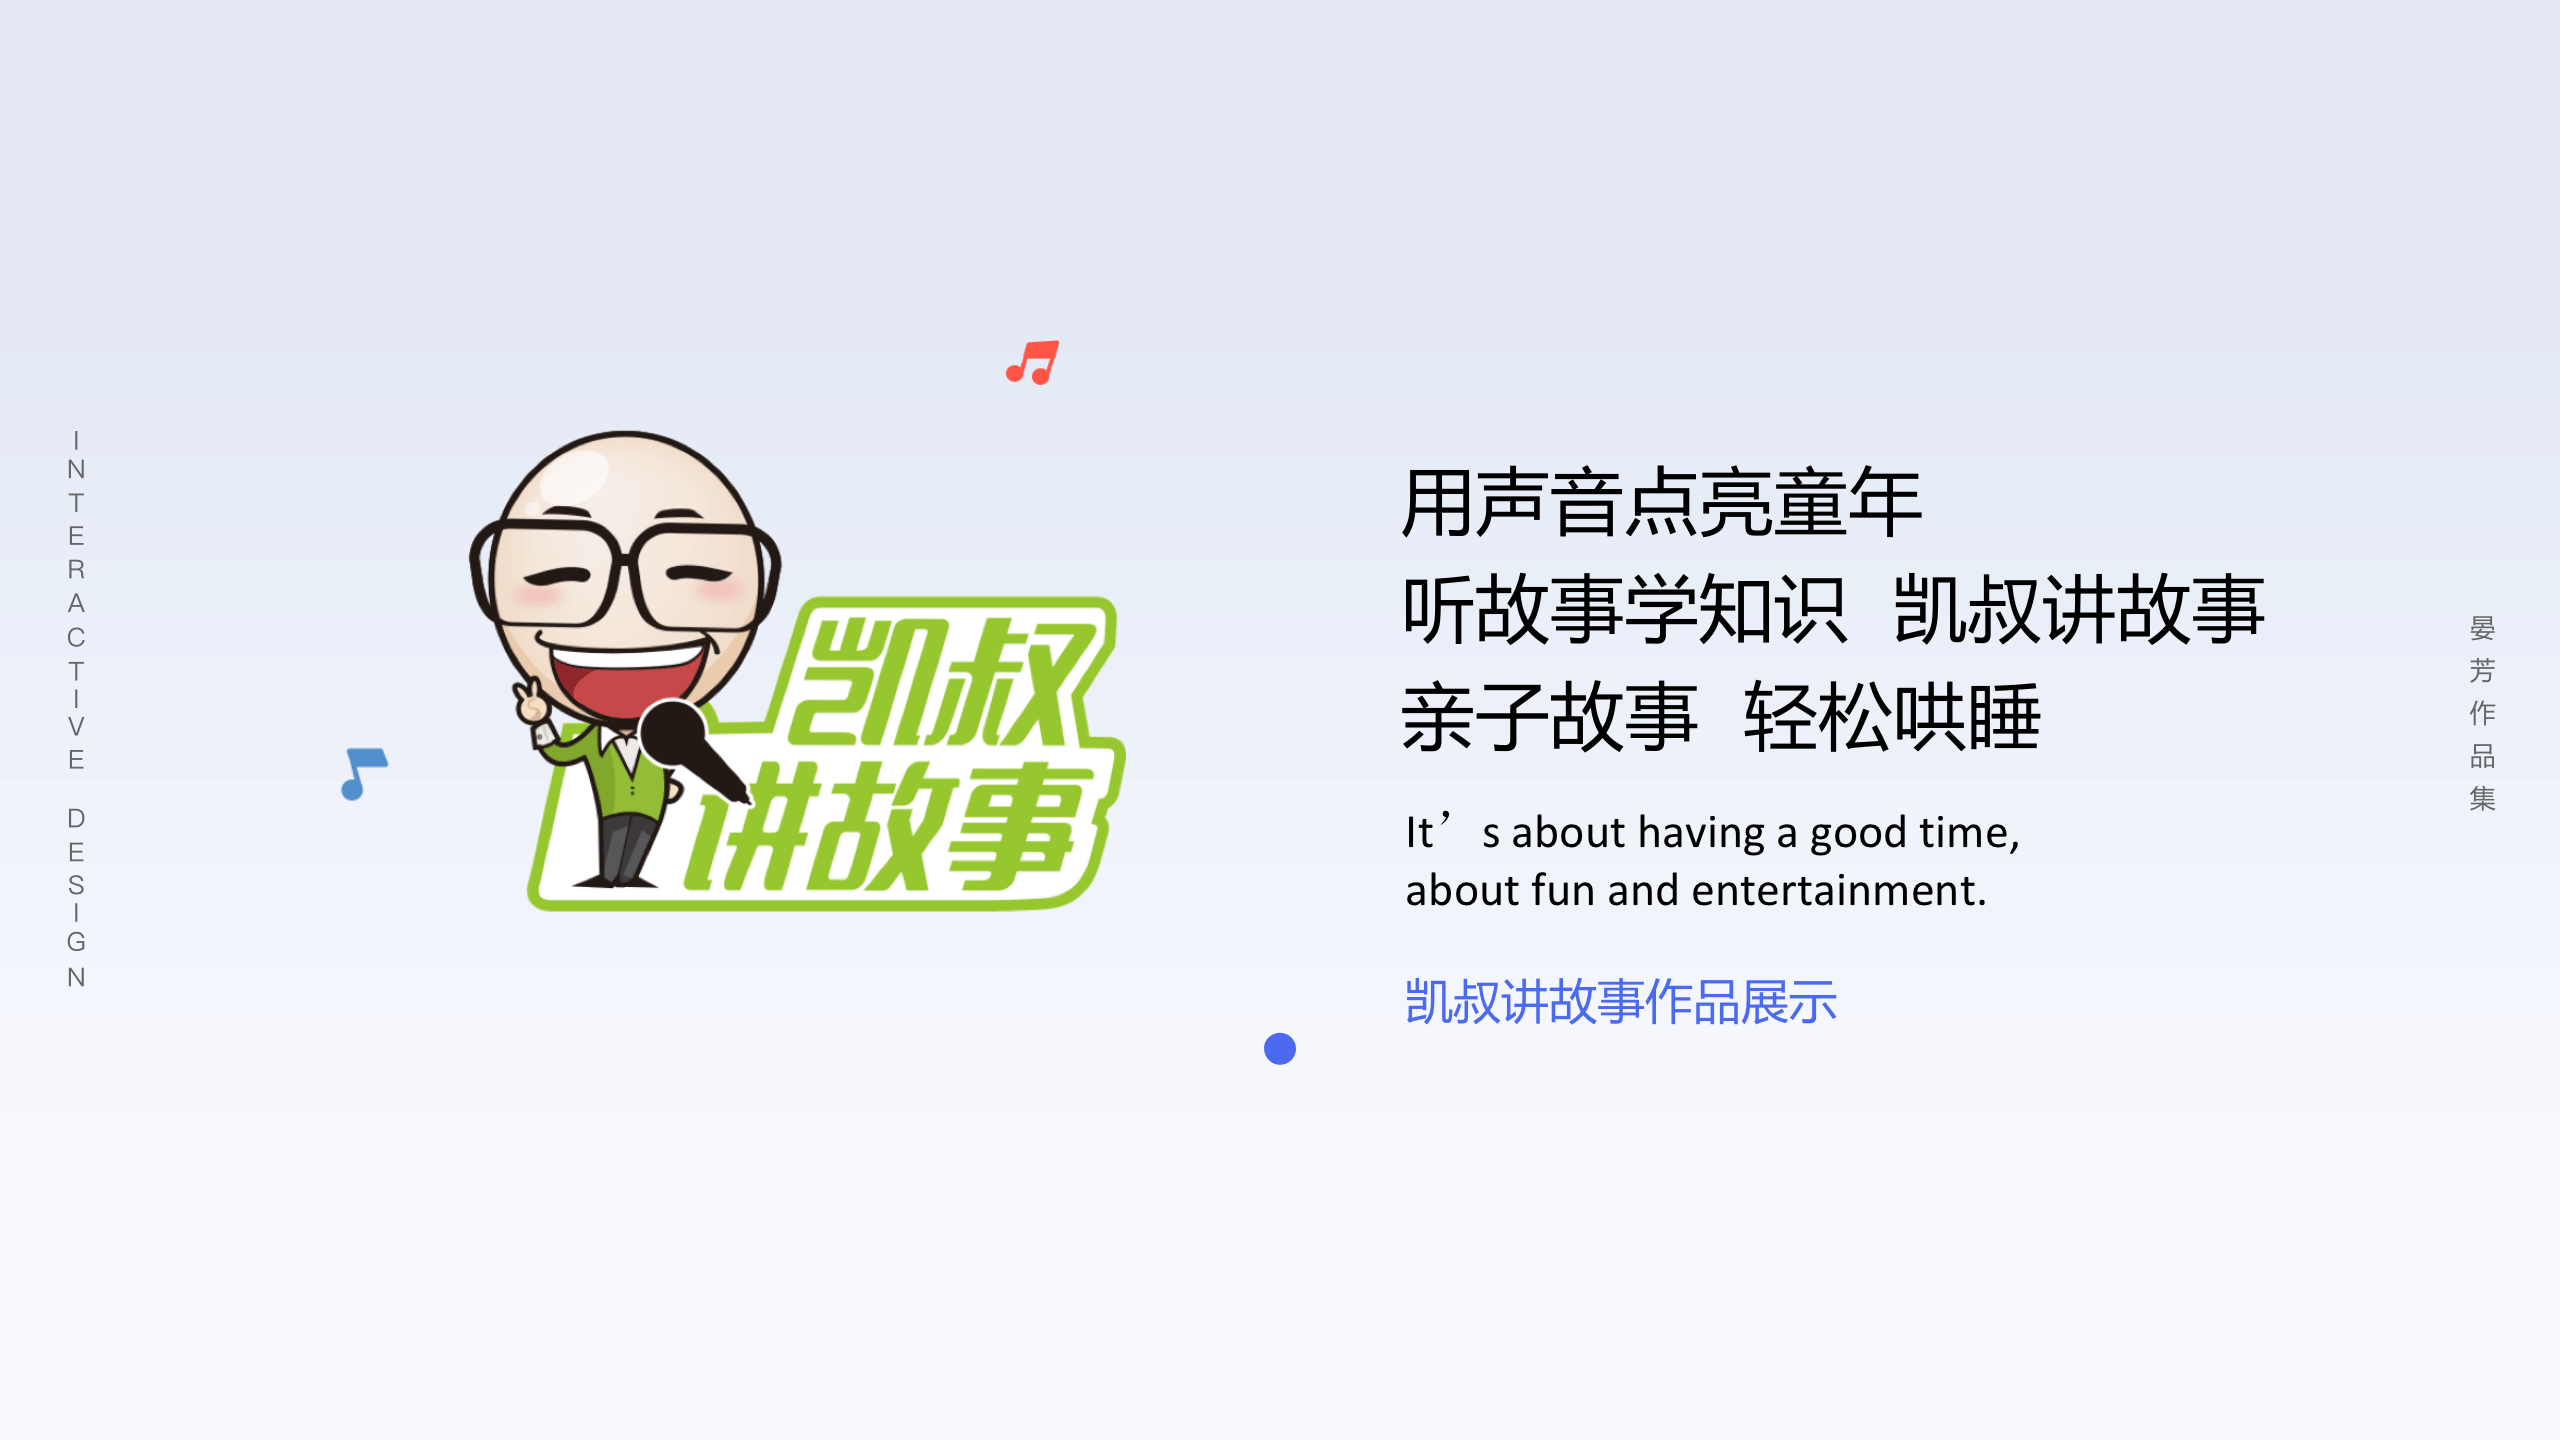 INTERACTIVE DESIGN
凯叔
讲故事
用声音点亮童年
听故事学知识 凯叔讲故事
亲子故事 轻松哄睡
It’s about having a good time,
about fun and entertainment.
凯叔讲故事作品展示
晏芳作品集